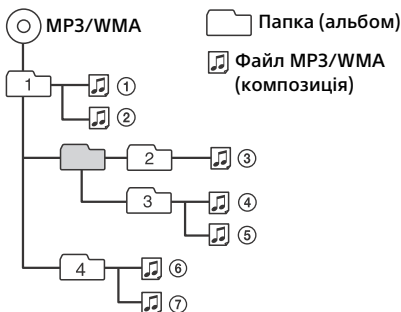 MP3/WMA
Папка (альбом)
Файл MP3/WMA
(композиція)
1
①
②
2
③
3
④
⑤
4
⑥
⑦